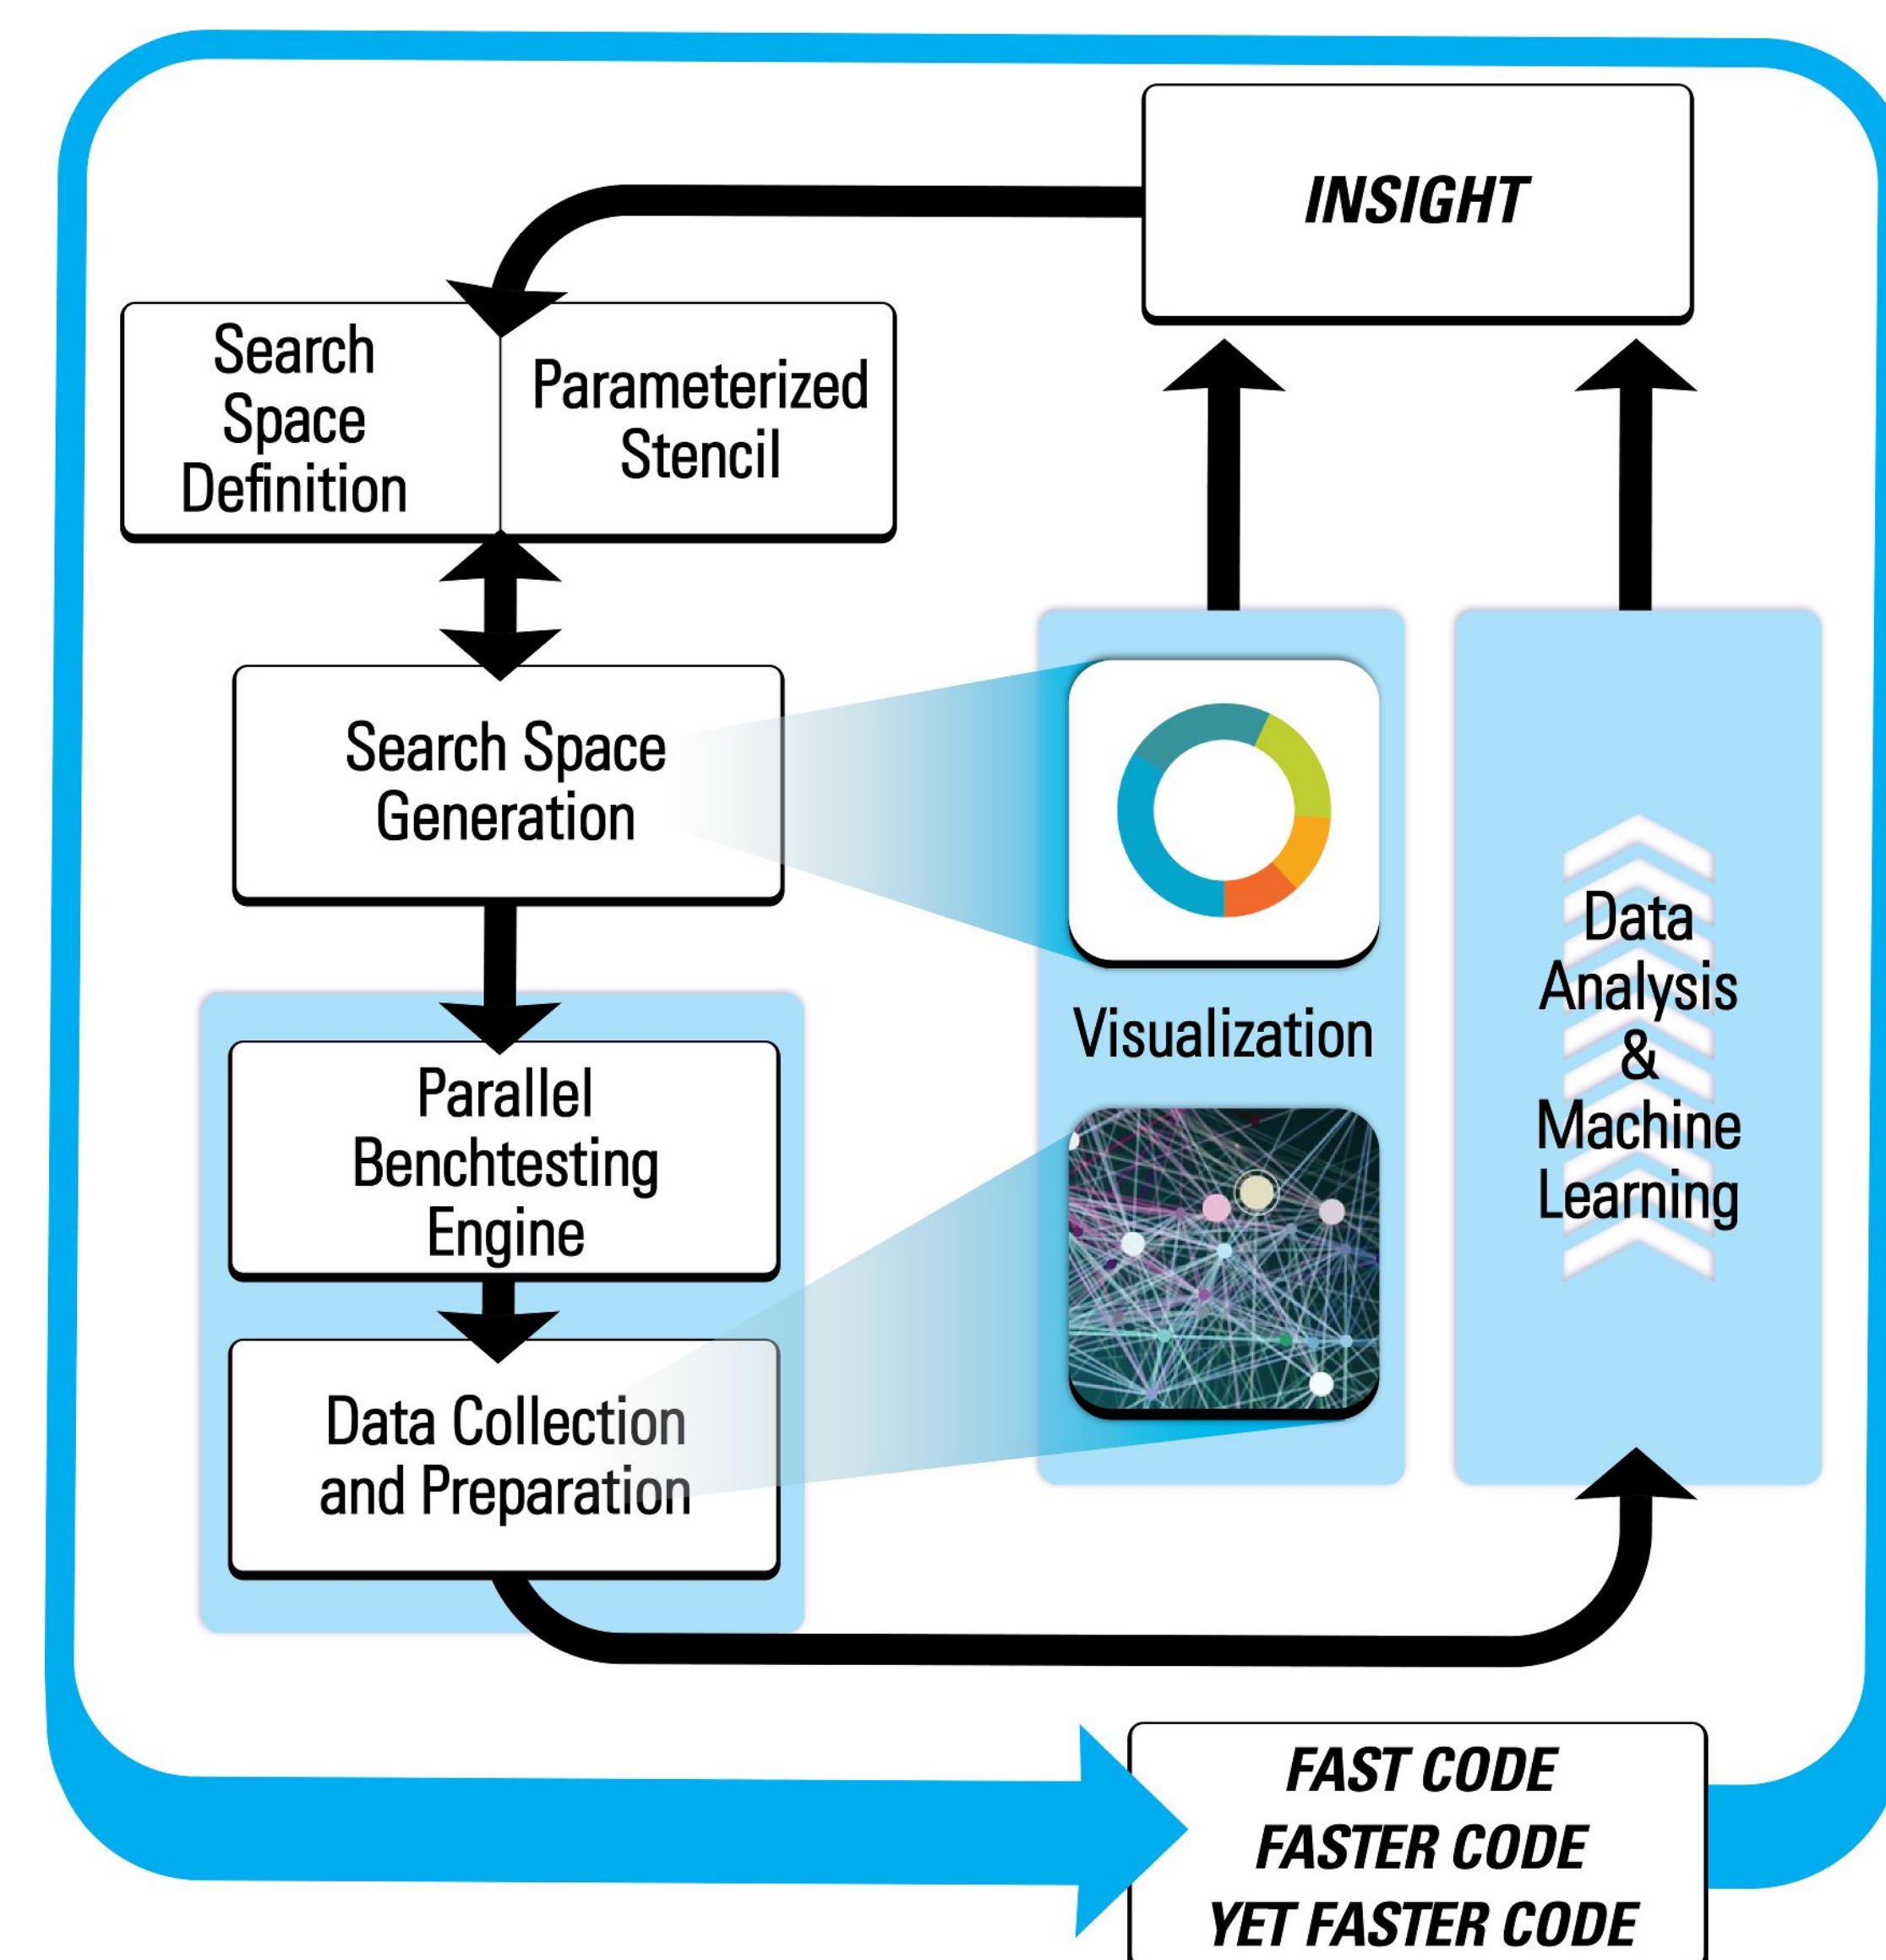 INSIGHT
Search
Space
Definition
Parameterized
Stencil
Search Space
Generation
Parallel
Benchtesting
Engine
Data Collection
and Preparation
Visualization
Data
Analysis
&
Machine
Learning
FAST CODE
FASTER CODE
YET FASTER CODE